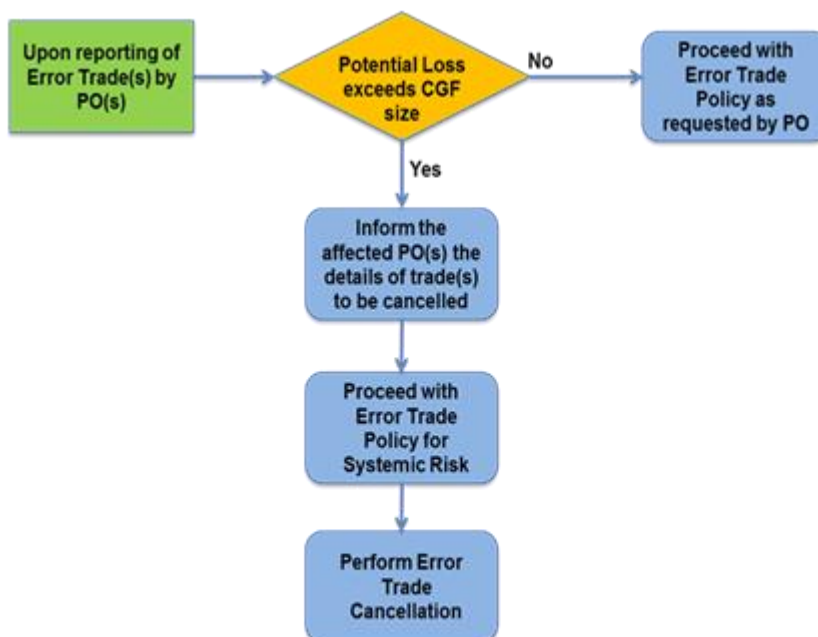 Upon reporting of
Error Trade(s) by
PO(s)
Potential Loss
exceeds CGF
size
No
Proceed with
Error Trade
Policy as
requested by PO
Yes
Inform the
affected PO(s) the
details of trade(s)
to be cancelled
Proceed with
Error Trade
Policy for
Systemic Risk
Perform Error
Trade
Cancellation